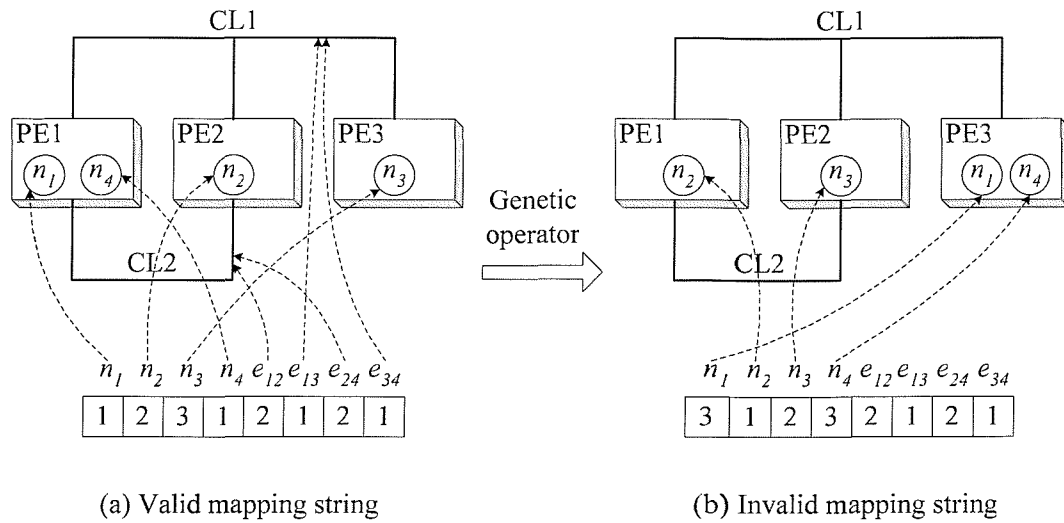 CL1
PE1 PE2 PE3
n1 n4 n2 n3
CL2
n1 n2 n3 n4 e12 e13 e24 e34
1 2 3 1 2 1 2 1
(a) Valid mapping string
Genetic
operator
CL1
PE1 PE2 PE3
n2 n3 n1 n4
CL2
n1 n2 n3 n4 e12 e13 e24 e34
3 1 2 3 2 1 2 1
(b) Invalid mapping string